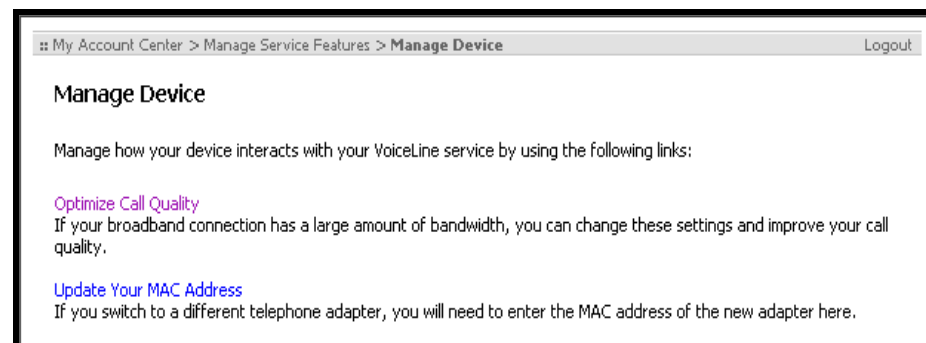 :: My Account Center > Manage Service Features > Manage Device Logout
Manage Device
Manage how your device interacts with your VoiceLine service by using the following links:
Optimize Call Quality
If your broadband connection has a large amount of bandwidth, you can change these settings and improve your call
quality.
Update Your MAC Address
If you switch to a different telephone adapter, you will need to enter the MAC address of the new adapter here.